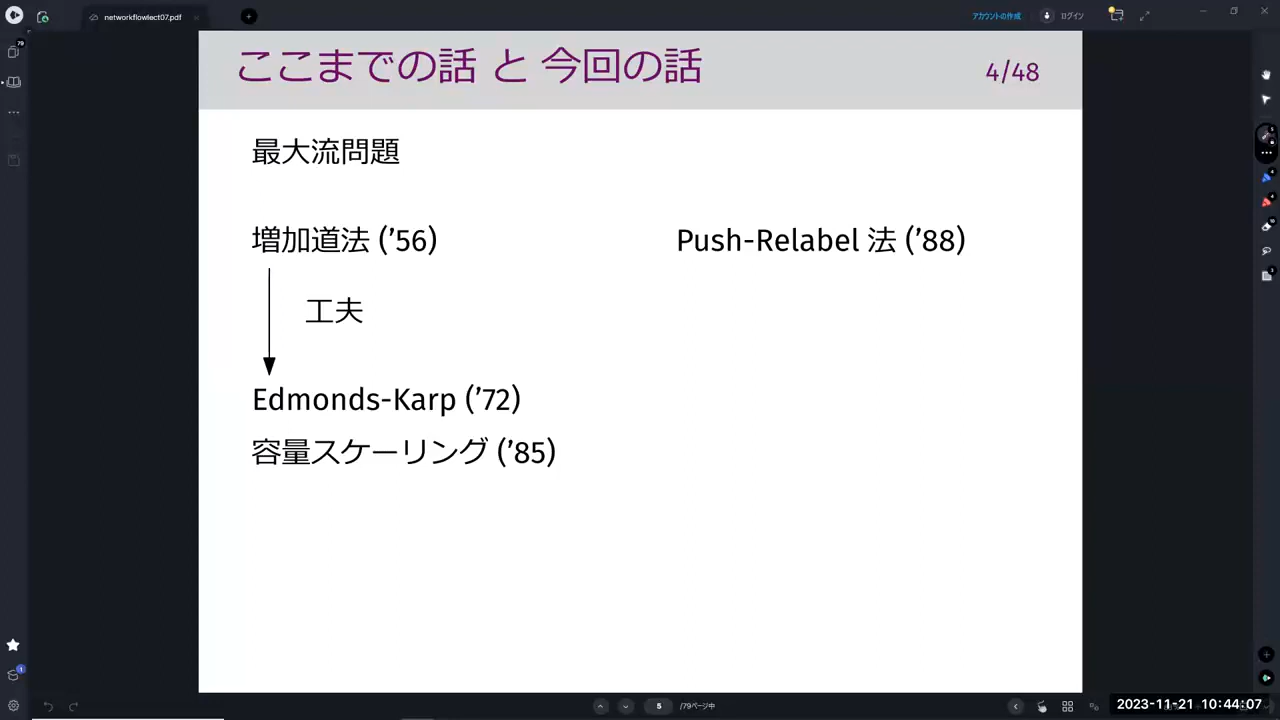 networkflowlect07.pdf
アカウントの作成
ログイン
ここまでの話 と 今回の話
4/48
最大流問題
増加道法 (’56)
Push-Relabel 法 (’88)
工夫
Edmonds-Karp (’72)
容量スケーリング (’85)
5
/79ページ中
2023-11-21 10:44:07